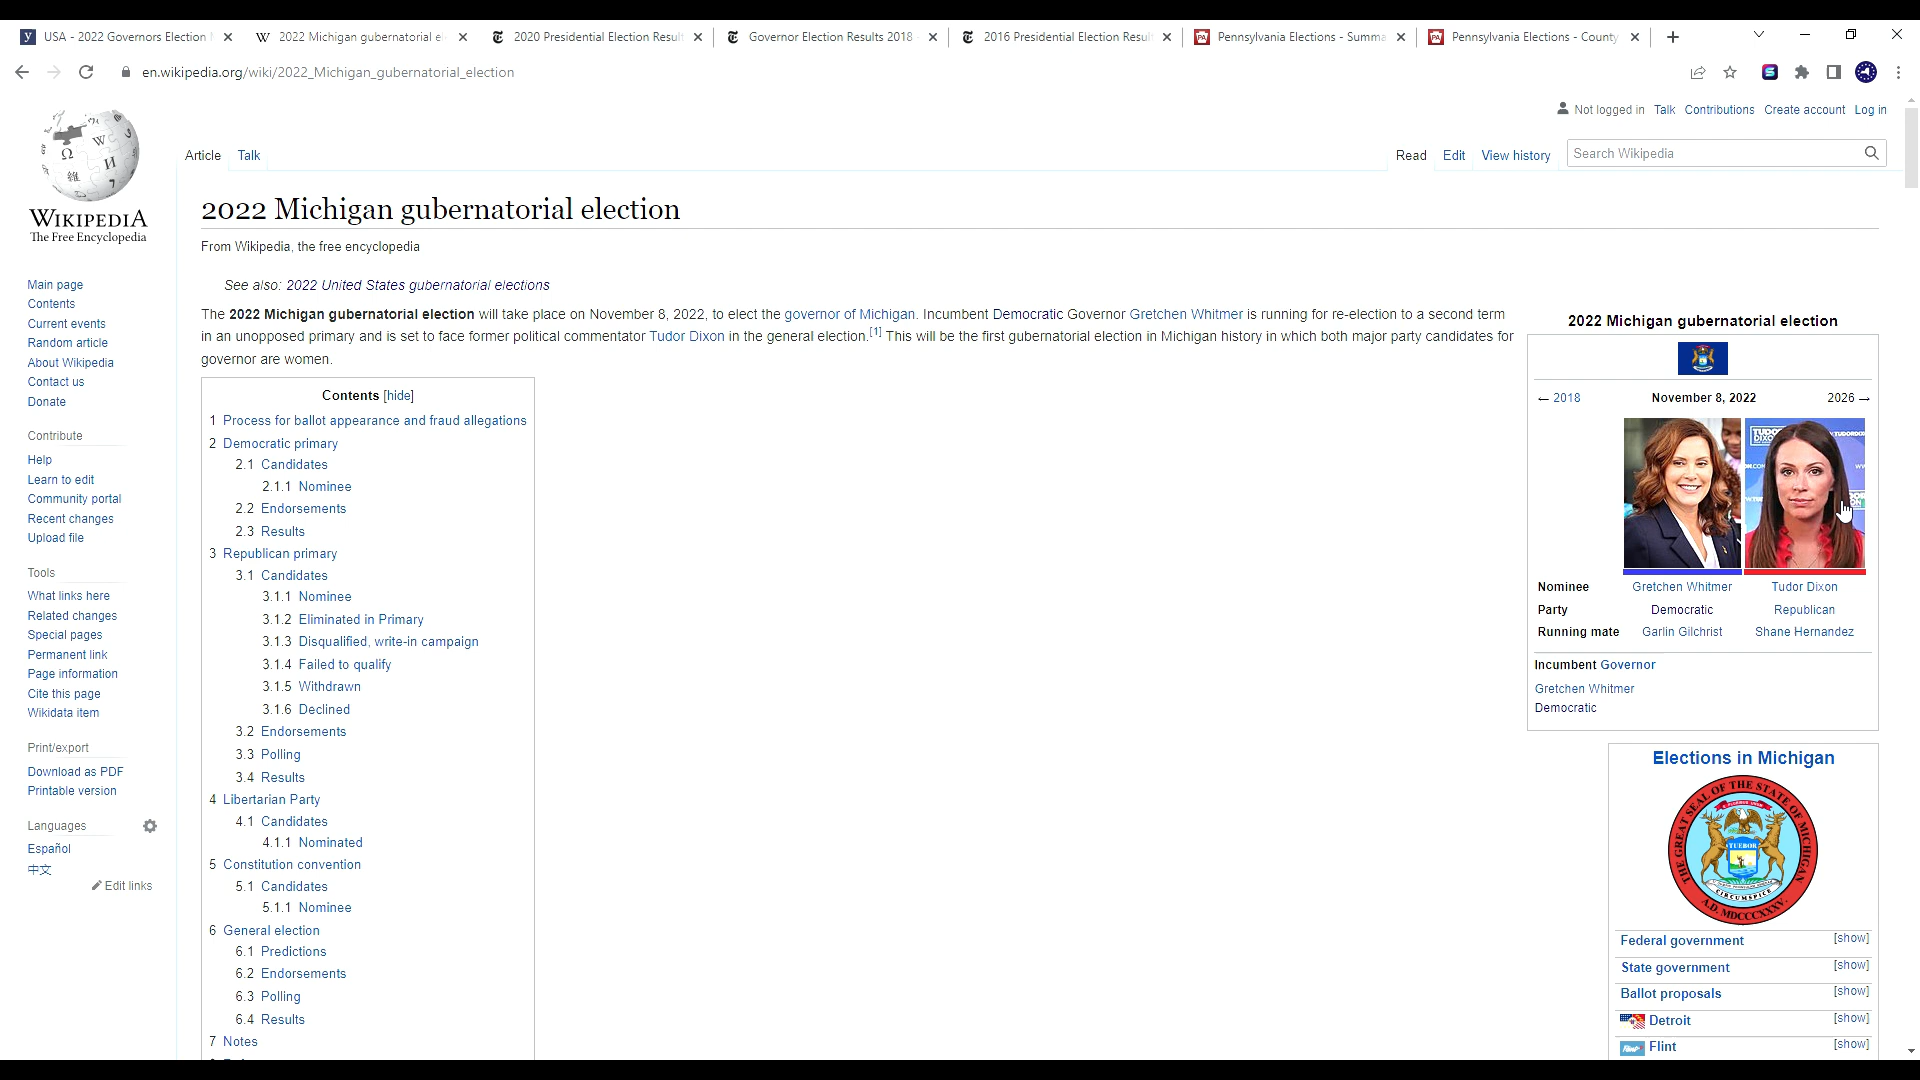 USA - 2022 Governors Election
2022 Michigan gubernatorial el
2020 Presidential Election Resul
Governor Election Results 2018
2016 Presidential Election Resul
Pennsylvania Elections - Summa
Pennsylvania Elections - County
en.wikipedia.org/wiki/2022_Michigan_gubernatorial_election
Not logged in Talk Contributions Create account Log in
Article Talk
Read Edit View history
Search Wikipedia
WIKIPEDIA
The Free Encyclopedia
Main page
Contents
Current events
Random article
About Wikipedia
Contact us
Donate
Contribute
Help
Learn to edit
Community portal
Recent changes
Upload file
Tools
What links here
Related changes
Special pages
Permanent link
Page information
Cite this page
Wikidata item
Print/export
Download as PDF
Printable version
Languages
Español
中文
Edit links
2022 Michigan gubernatorial election
From Wikipedia, the free encyclopedia
See also: 2022 United States gubernatorial elections
The 2022 Michigan gubernatorial election will take place on November 8, 2022, to elect the governor of Michigan. Incumbent Democratic Governor Gretchen Whitmer is running for re-election to a second term
in an unopposed primary and is set to face former political commentator Tudor Dixon in the general election.[1] This will be the first gubernatorial election in Michigan history in which both major party candidates for
governor are women.
Contents [hide]
1 Process for ballot appearance and fraud allegations
2 Democratic primary
2.1 Candidates
2.1.1 Nominee
2.2 Endorsements
2.3 Results
3 Republican primary
3.1 Candidates
3.1.1 Nominee
3.1.2 Eliminated in Primary
3.1.3 Disqualified, write-in campaign
3.1.4 Failed to qualify
3.1.5 Withdrawn
3.1.6 Declined
3.2 Endorsements
3.3 Polling
3.4 Results
4 Libertarian Party
4.1 Candidates
4.1.1 Nominated
5 Constitution convention
5.1 Candidates
5.1.1 Nominee
6 General election
6.1 Predictions
6.2 Endorsements
6.3 Polling
6.4 Results
7 Notes
2022 Michigan gubernatorial election
← 2018 November 8, 2022 2026 →
Nominee Gretchen Whitmer Tudor Dixon
Party Democratic Republican
Running mate Garlin Gilchrist Shane Hernandez
Incumbent Governor
Gretchen Whitmer
Democratic
Elections in Michigan
THE GREAT SEAL OF THE STATE OF MICHIGAN
TUEBOR
CIRCUMSPICE
A.D. MDCCCXXXV.
Federal government [show]
State government [show]
Ballot proposals [show]
Detroit [show]
Flint [show]